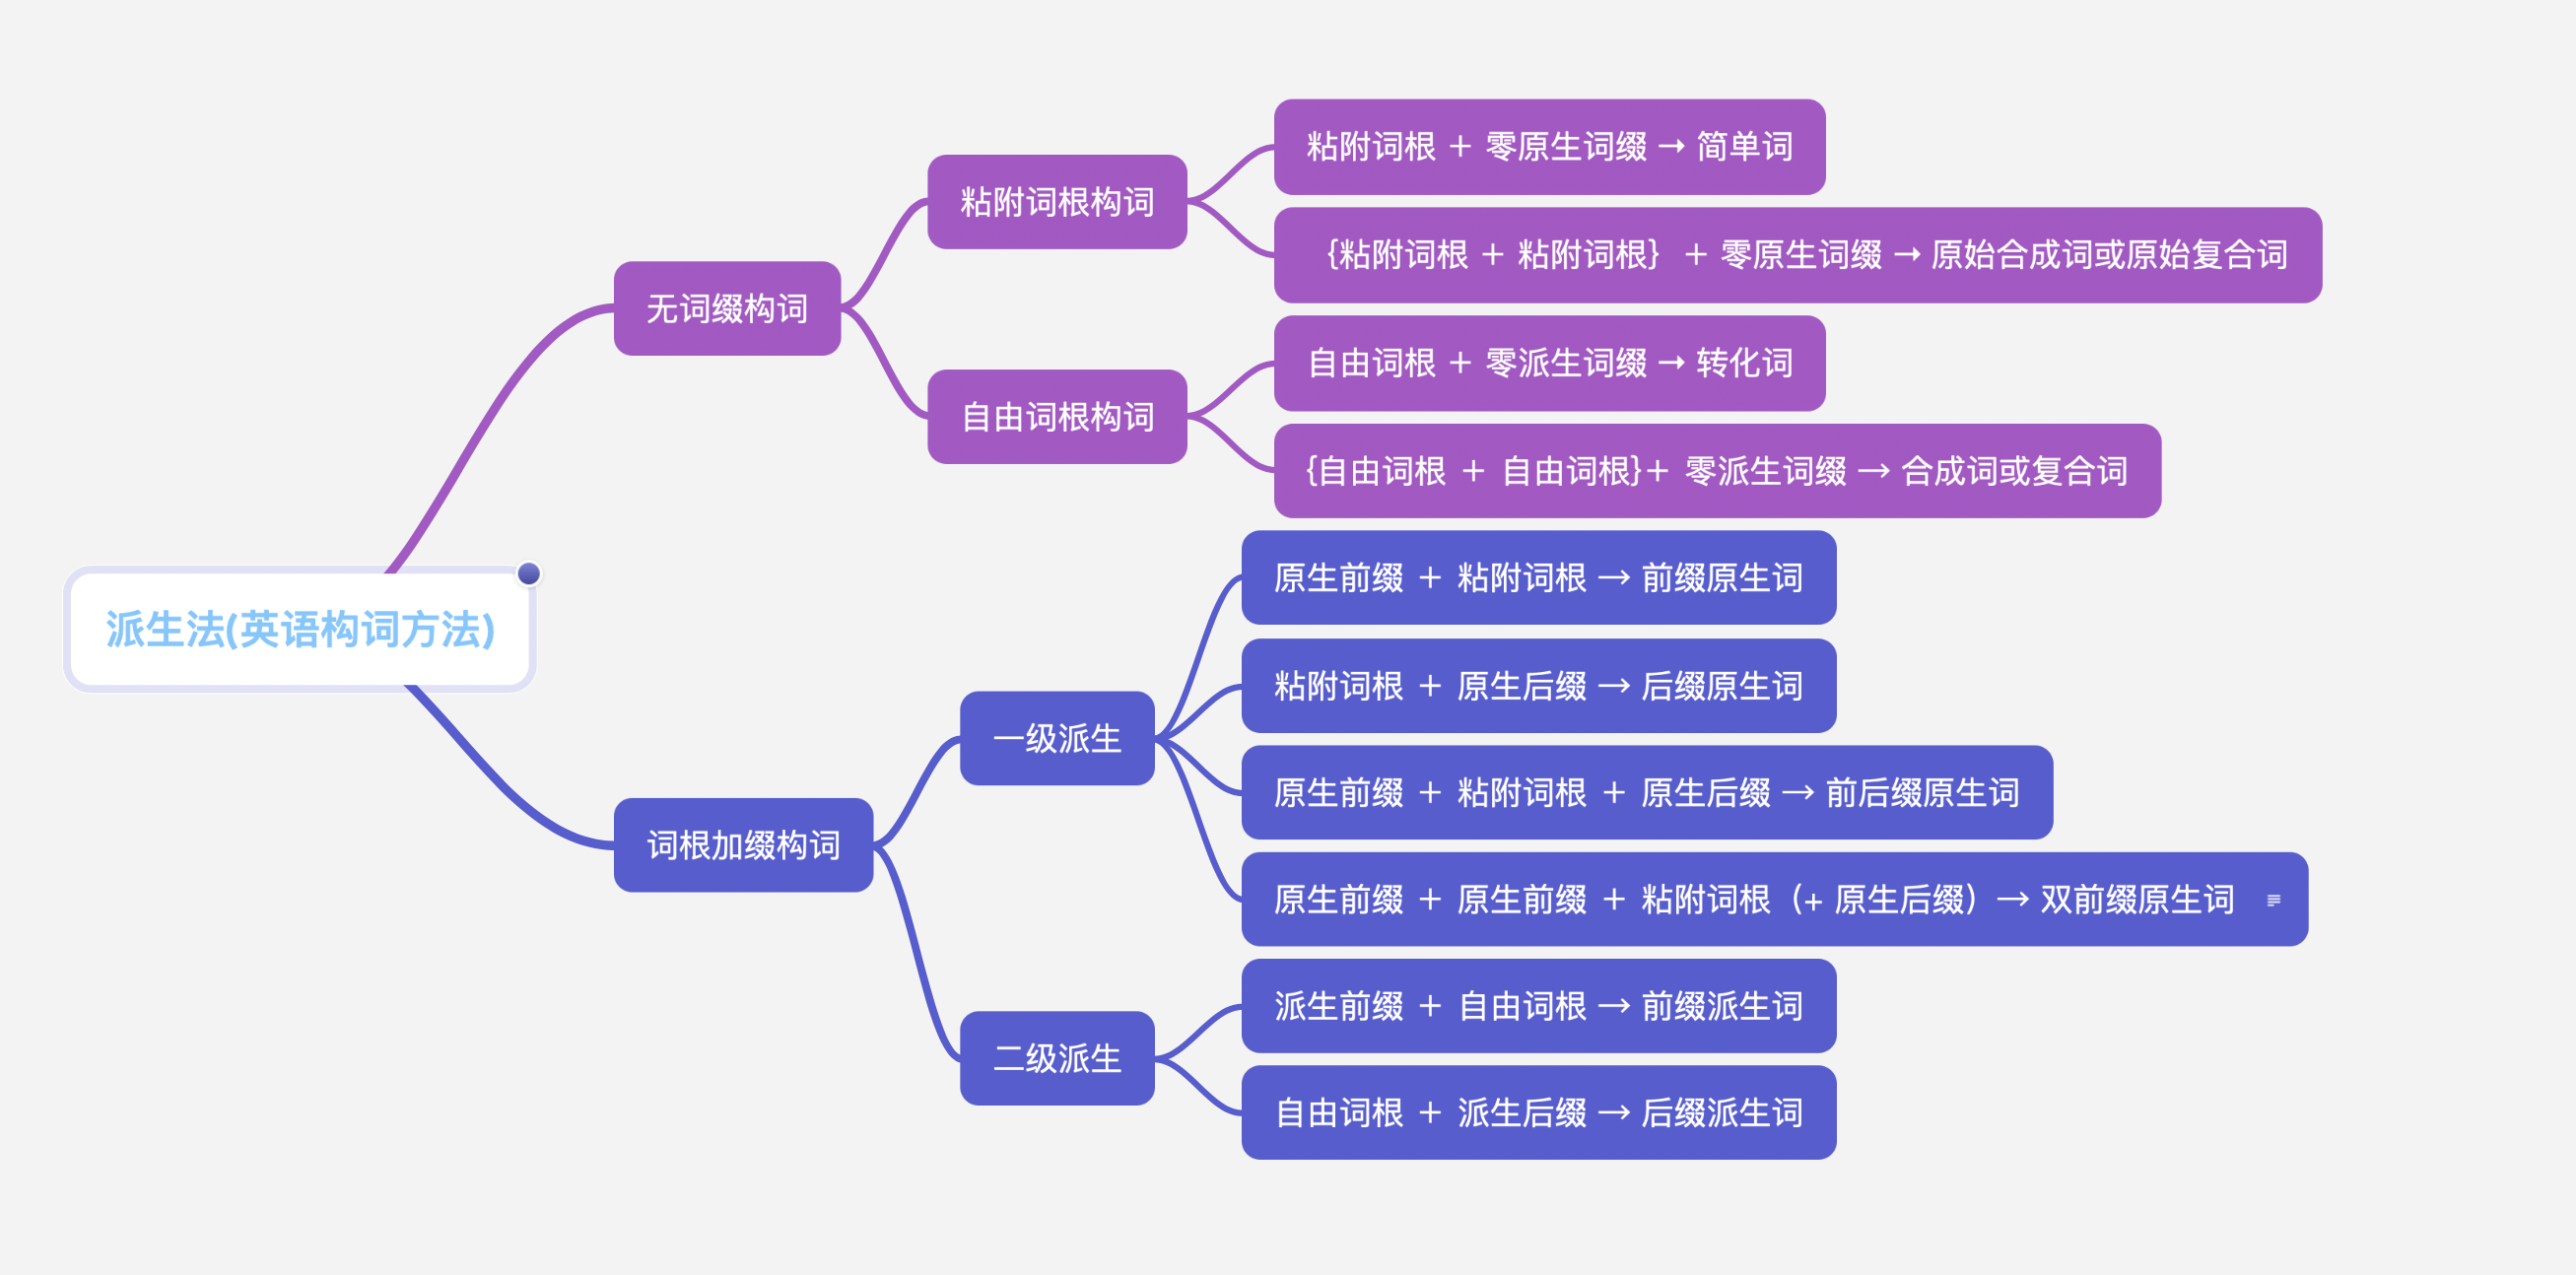 派生法(英语构词方法)
无词缀构词
粘附词根构词
粘附词根 + 零原生词缀 → 简单词
{粘附词根 + 粘附词根} + 零原生词缀 → 原始合成词或原始复合词
自由词根构词
自由词根 + 零派生词缀 → 转化词
{自由词根 + 自由词根}+ 零派生词缀 → 合成词或复合词
词根加缀构词
一级派生
原生前缀 + 粘附词根 → 前缀原生词
粘附词根 + 原生后缀 → 后缀原生词
原生前缀 + 粘附词根 + 原生后缀 → 前后缀原生词
原生前缀 + 原生前缀 + 粘附词根（+ 原生后缀）→ 双前缀原生词
二级派生
派生前缀 + 自由词根 → 前缀派生词
自由词根 + 派生后缀 → 后缀派生词